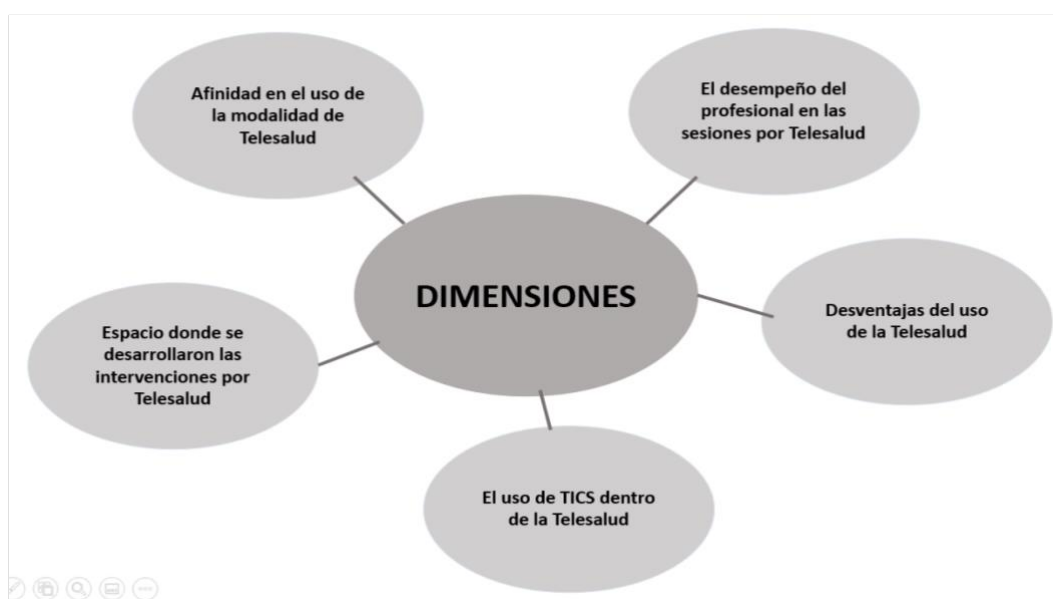 Afinidad en el uso de
la modalidad de
Telesalud
El desempeño del
profesional en las
sesiones por Telesalud
DIMENSIONES
Desventajas del uso
de la Telesalud
Espacio donde se
desarrollaron las
intervenciones por
Telesalud
El uso de TICS dentro
de la Telesalud